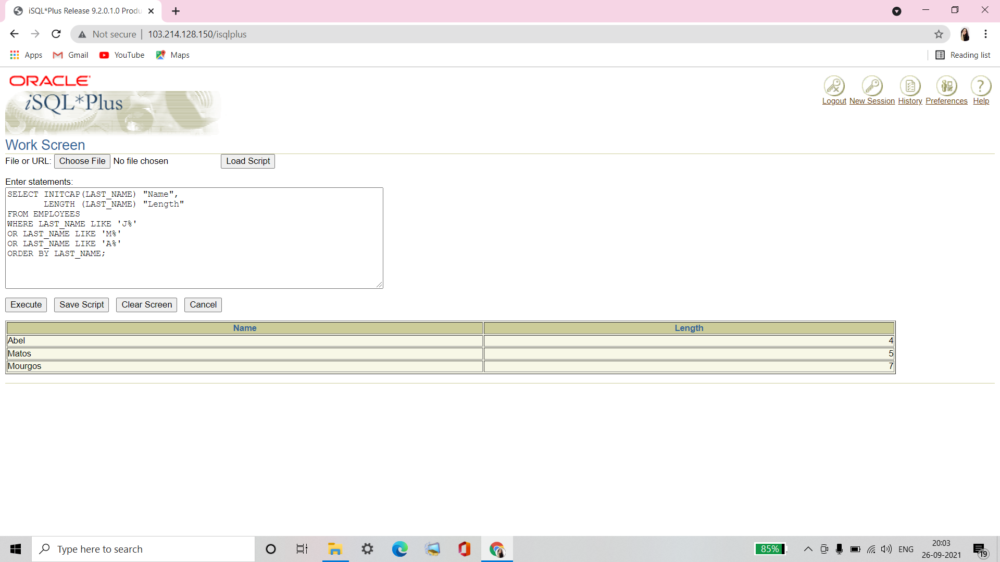 iSQL*Plus Release 9.2.0.1.0 Produ
Not secure | 103.214.128.150/isqlplus
Apps Gmail YouTube Maps Reading list
ORACLE
iSQL*Plus
Logout New Session History Preferences Help
Work Screen
File or URL: Choose File No file chosen Load Script
Enter statements:
SELECT INITCAP(LAST_NAME) "Name",
LENGTH (LAST_NAME) "Length"
FROM EMPLOYEES
WHERE LAST_NAME LIKE 'J%'
OR LAST_NAME LIKE 'M%'
OR LAST_NAME LIKE 'A%'
ORDER BY LAST_NAME;
Execute Save Script Clear Screen Cancel
Name Length
Abel 4
Matos 5
Mourgos 7
Type here to search 85% ENG 20:03
26-09-2021 19